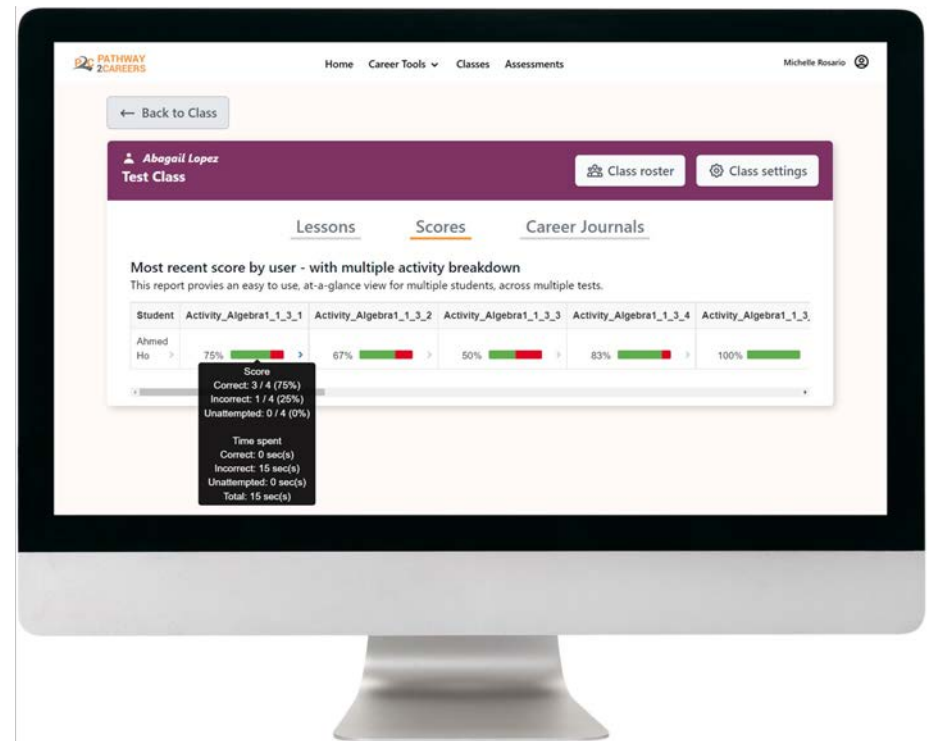 P2C PATHWAY
2CAREERS
Home Career Tools Classes Assessments
Michelle Rosario
← Back to Class
Abagail Lopez
Test Class
Class roster
Class settings
Lessons Scores Career Journals
Most recent score by user - with multiple activity breakdown
This report provies an easy to use, at-a-glance view for multiple students, across multiple tests.
Student Activity_Algebra1_1_3_1 Activity_Algebra1_1_3_2 Activity_Algebra1_1_3_3 Activity_Algebra1_1_3_4 Activity_Algebra1_1_3_
Ahmed
Ho 75% 67% 50% 83% 100%
Score
Correct: 3 / 4 (75%)
Incorrect: 1 / 4 (25%)
Unattempted: 0 / 4 (0%)
Time spent
Correct: 0 sec(s)
Incorrect: 15 sec(s)
Unattempted: 0 sec(s)
Total: 15 sec(s)